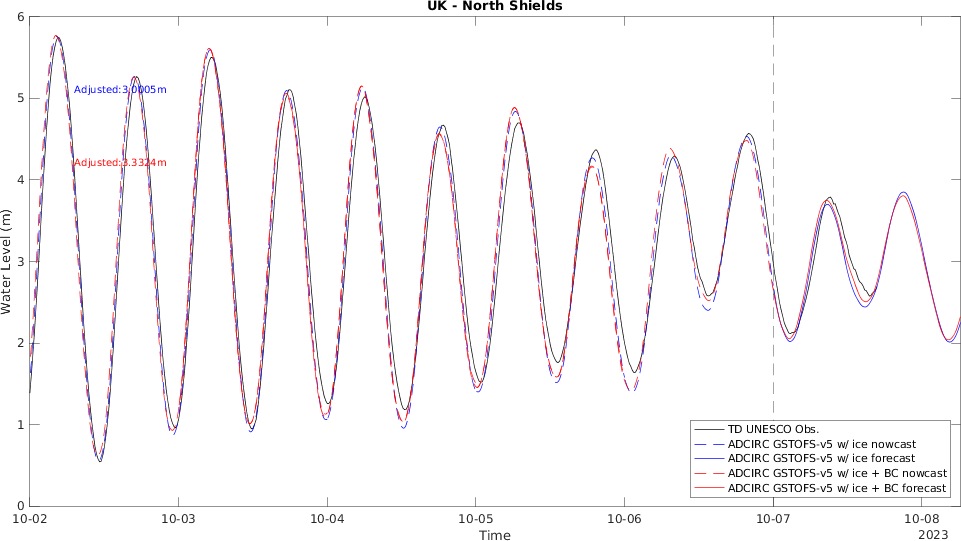 UK - North Shields
6
5
4
3
2
1
0
Water Level (m)
Adjusted:3.0005m
Adjusted:3.3324m
TD UNESCO Obs.
ADCIRC GSTOFS-v5 w/ ice nowcast
ADCIRC GSTOFS-v5 w/ ice forecast
ADCIRC GSTOFS-v5 w/ ice + BC nowcast
ADCIRC GSTOFS-v5 w/ ice + BC forecast
10-02 10-03 10-04 10-05 10-06 10-07 10-08
Time 2023